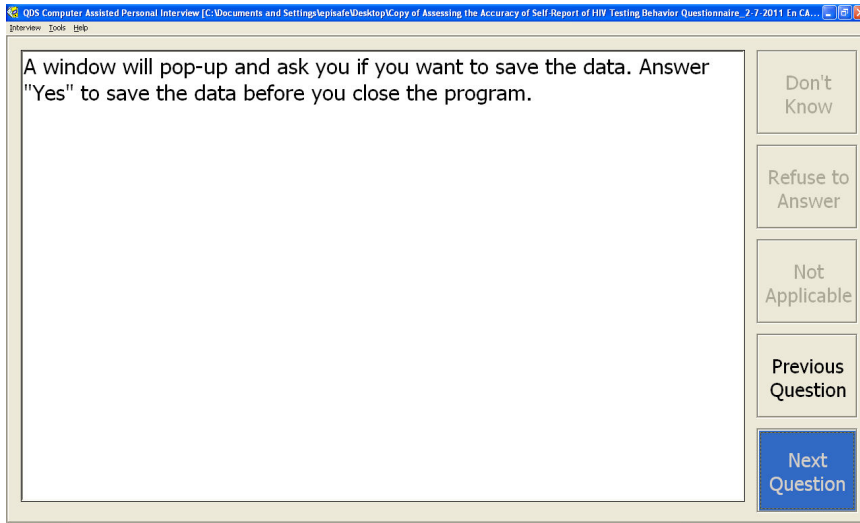 QDS Computer Assisted Personal Interview [C:\Documents and Settings\episafe\Desktop\Copy of Assessing the Accuracy of Self-Report of HIV Testing Behavior Questionnaire_2-7-2011 En CA...
Interview Tools Help
A window will pop-up and ask you if you want to save the data. Answer
"Yes" to save the data before you close the program.
Don't
Know
Refuse to
Answer
Not
Applicable
Previous
Question
Next
Question